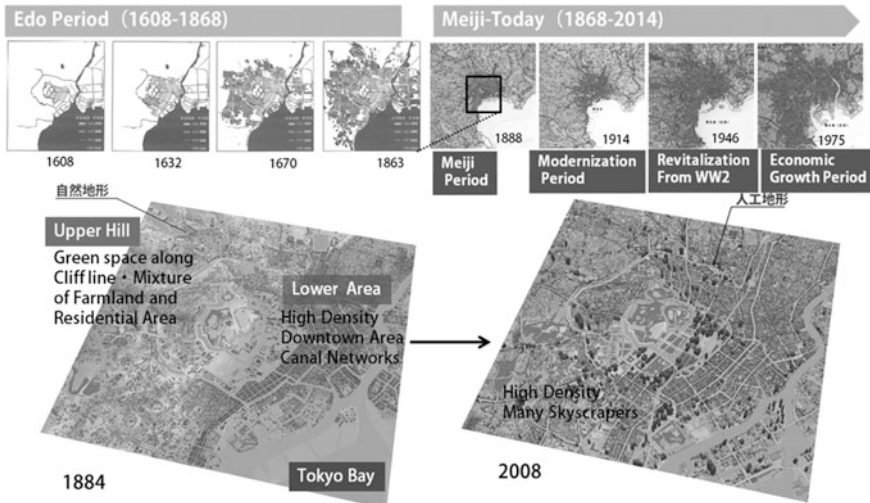 Edo Period (1608-1868)
Meiji-Today (1868-2014)
1608
1632
1670
1863
1888
1914
1946
1975
Meiji
Period
Modernization
Period
Revitalization
From WW2
Economic
Growth Period
自然地形
人工地形
Upper Hill
Green space along
Cliff line・Mixture
of Farmland and
Residential Area
Lower Area
High Density
Downtown Area
Canal Networks
High Density
Many Skyscrapers
Tokyo Bay
1884
2008